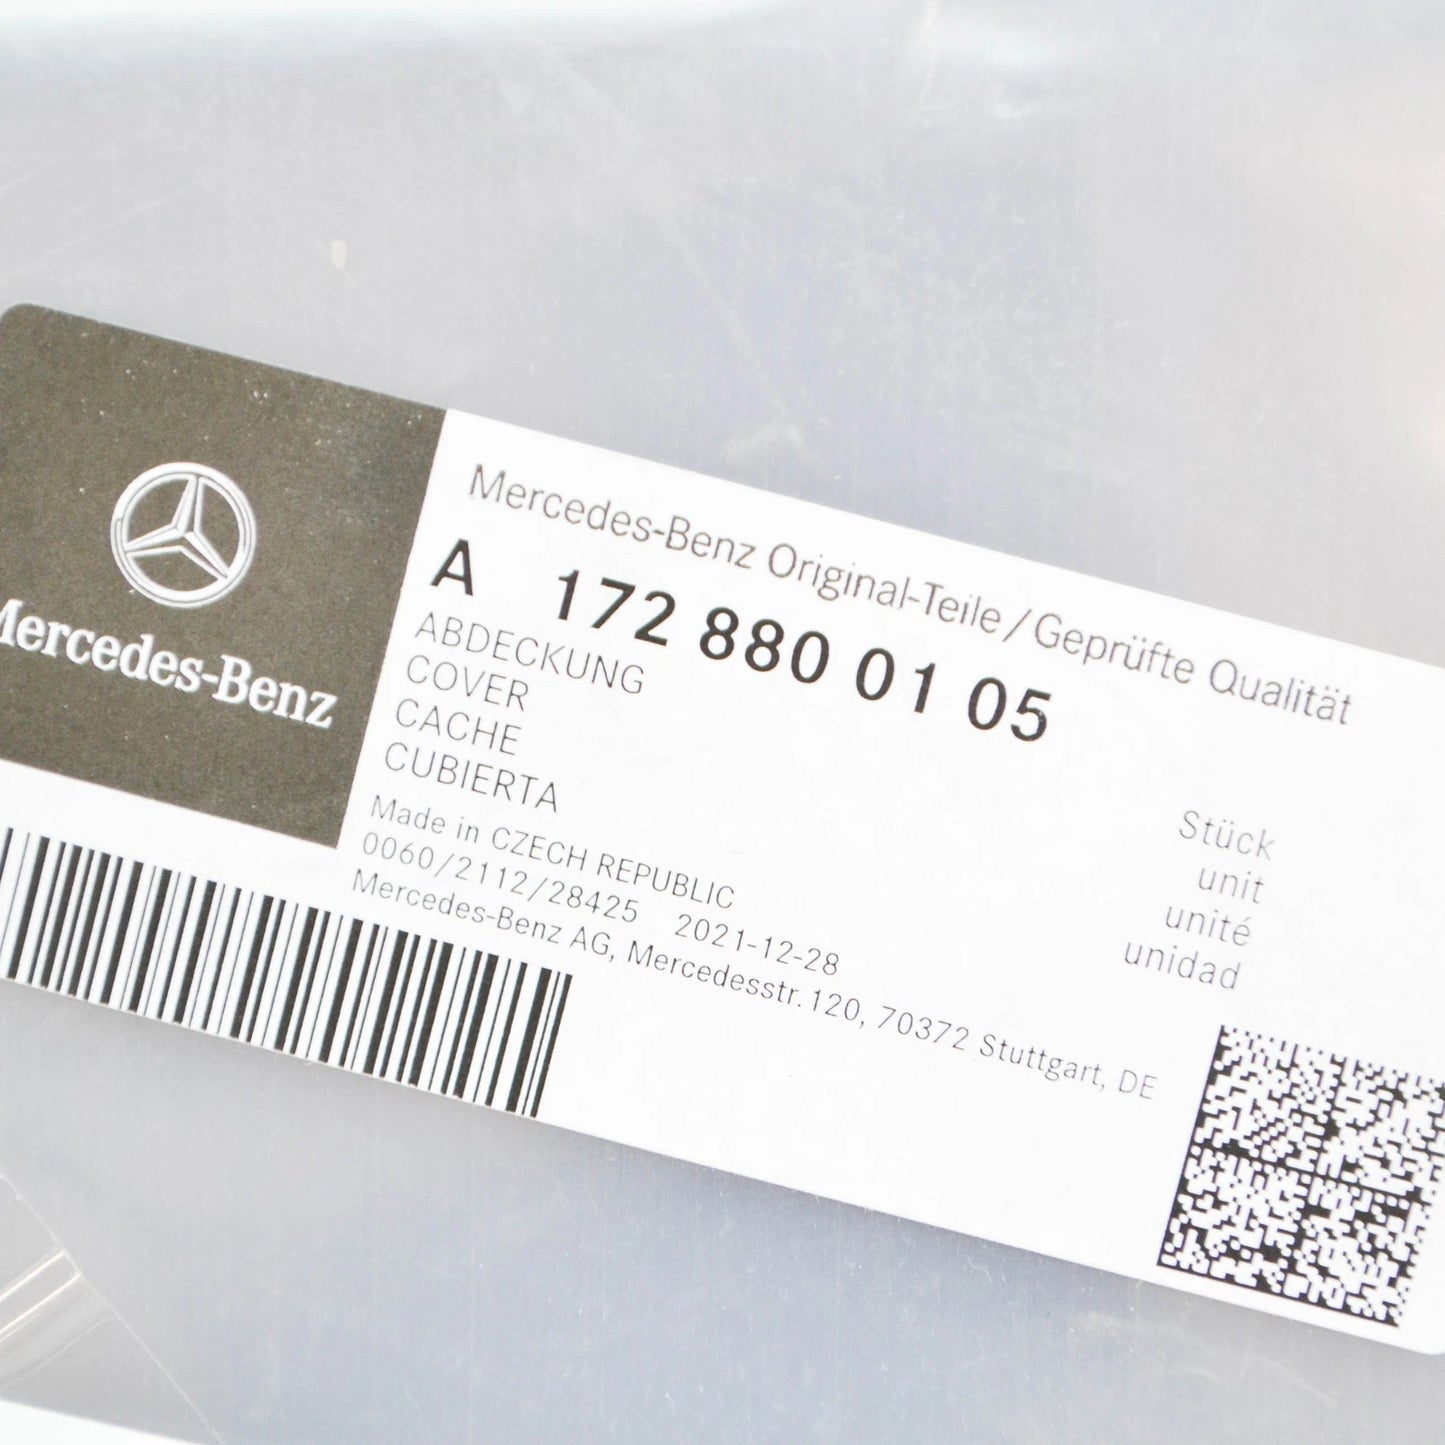 Mercedes-Benz
Mercedes-Benz Original-Teile / Geprüfte Qualität
A 172 880 01 05
ABDECKUNG
COVER
CACHE
CUBIERTA
Made in CZECH REPUBLIC
0060/2112/28425 2021-12-28
Mercedes-Benz AG, Mercedesstr. 120, 70372 Stuttgart, DE
Stück
unit
unité
unidad